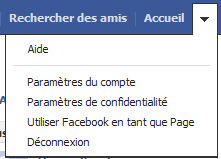 Rechercher des amis Accueil
Aide
Paramètres du compte
Paramètres de confidentialité
Utiliser Facebook en tant que Page
Déconnexion